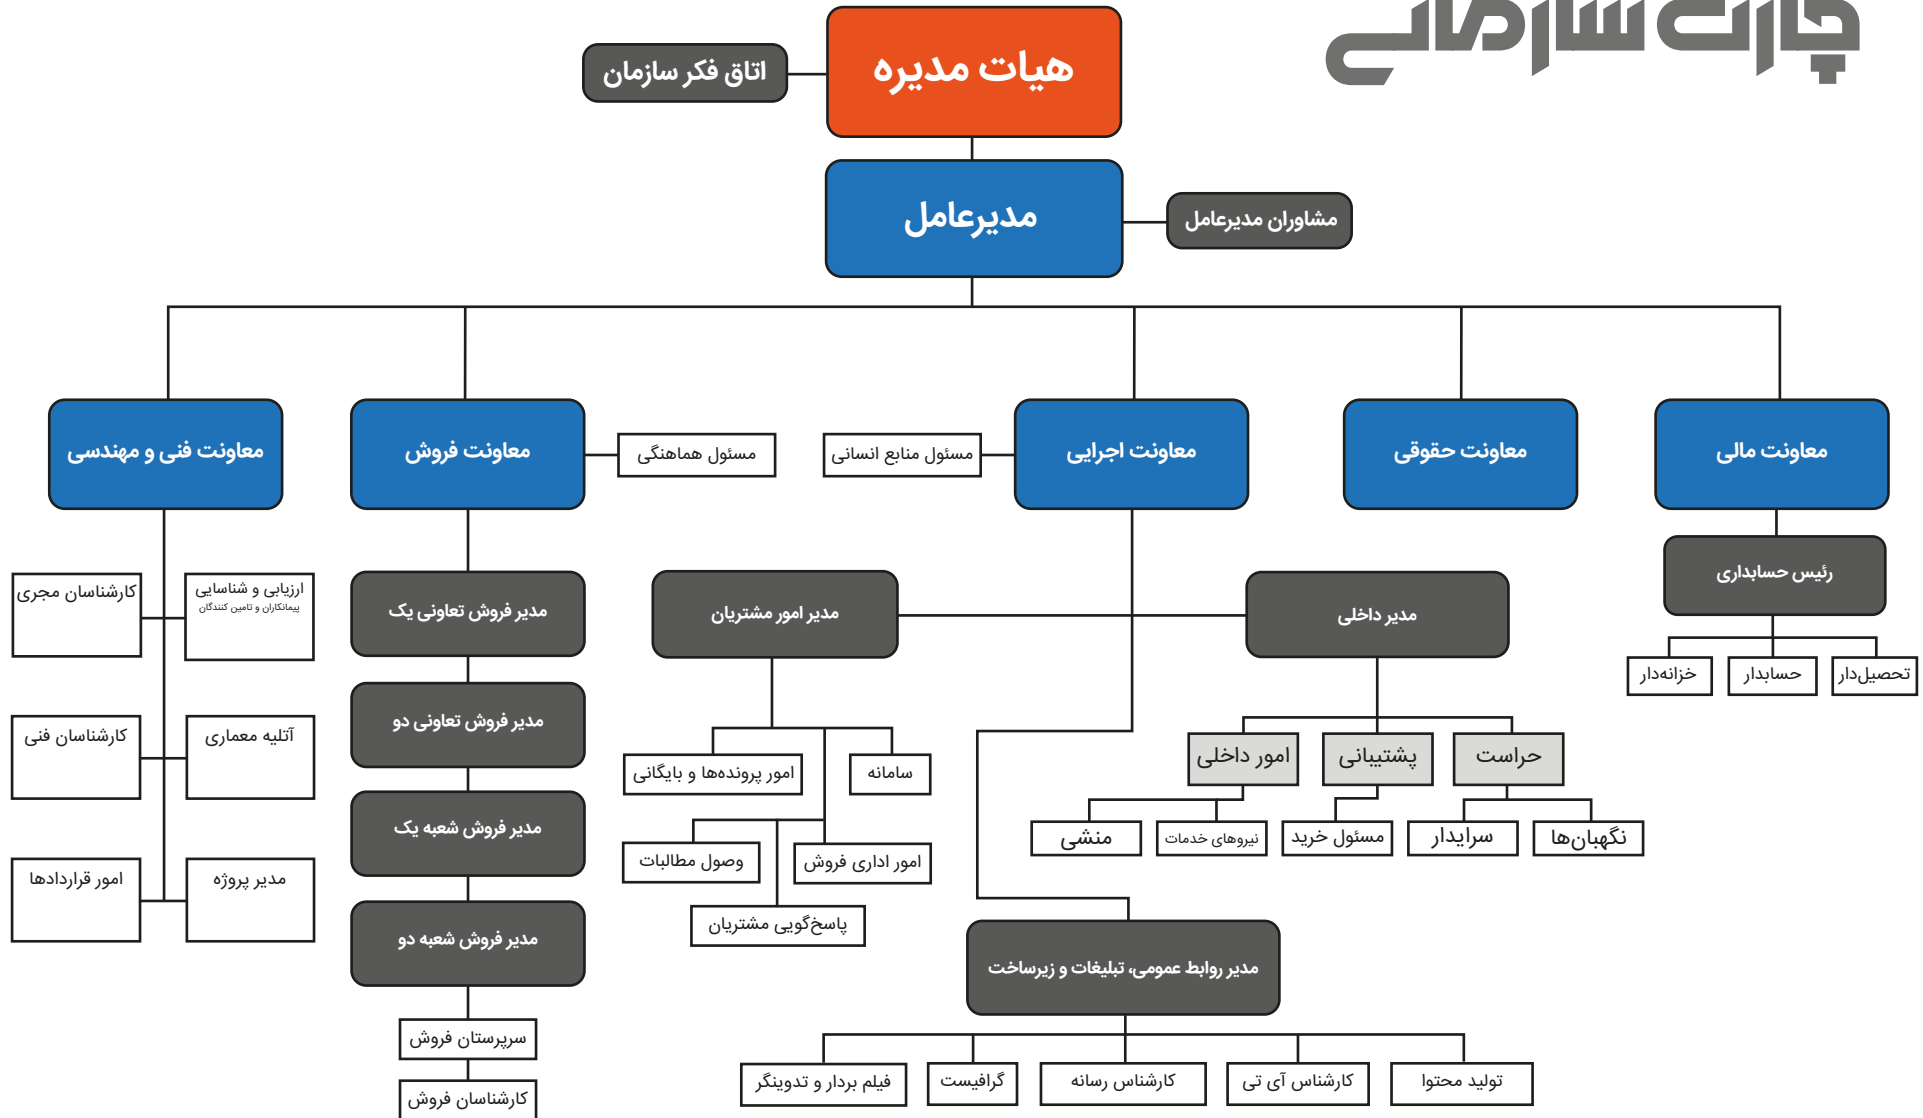 چارت سازمانی
هیات مدیره
اتاق فکر سازمان
مدیرعامل
مشاوران مدیرعامل
معاونت مالی
معاونت حقوقی
معاونت اجرایی
مسئول منابع انسانی
مسئول هماهنگی
معاونت فروش
معاونت فنی و مهندسی
رئیس حسابداری
تحصیل‌دار
حسابدار
خزانه‌دار
مدیر داخلی
مدیر امور مشتریان
حراست
پشتیبانی
امور داخلی
نگهبان‌ها
سرایدار
مسئول خرید
نیروهای خدمات
منشی
سامانه
امور پرونده‌ها و بایگانی
امور اداری فروش
وصول مطالبات
پاسخ‌گویی مشتریان
مدیر روابط عمومی، تبلیغات و زیرساخت
تولید محتوا
کارشناس آی تی
کارشناس رسانه
گرافیست
فیلم بردار و تدوینگر
مدیر فروش تعاونی یک
مدیر فروش تعاونی دو
مدیر فروش شعبه یک
مدیر فروش شعبه دو
سرپرستان فروش
کارشناسان فروش
ارزیابی و شناسایی
پیمانکاران و تامین کنندگان
کارشناسان مجری
آتلیه معماری
کارشناسان فنی
مدیر پروژه
امور قراردادها